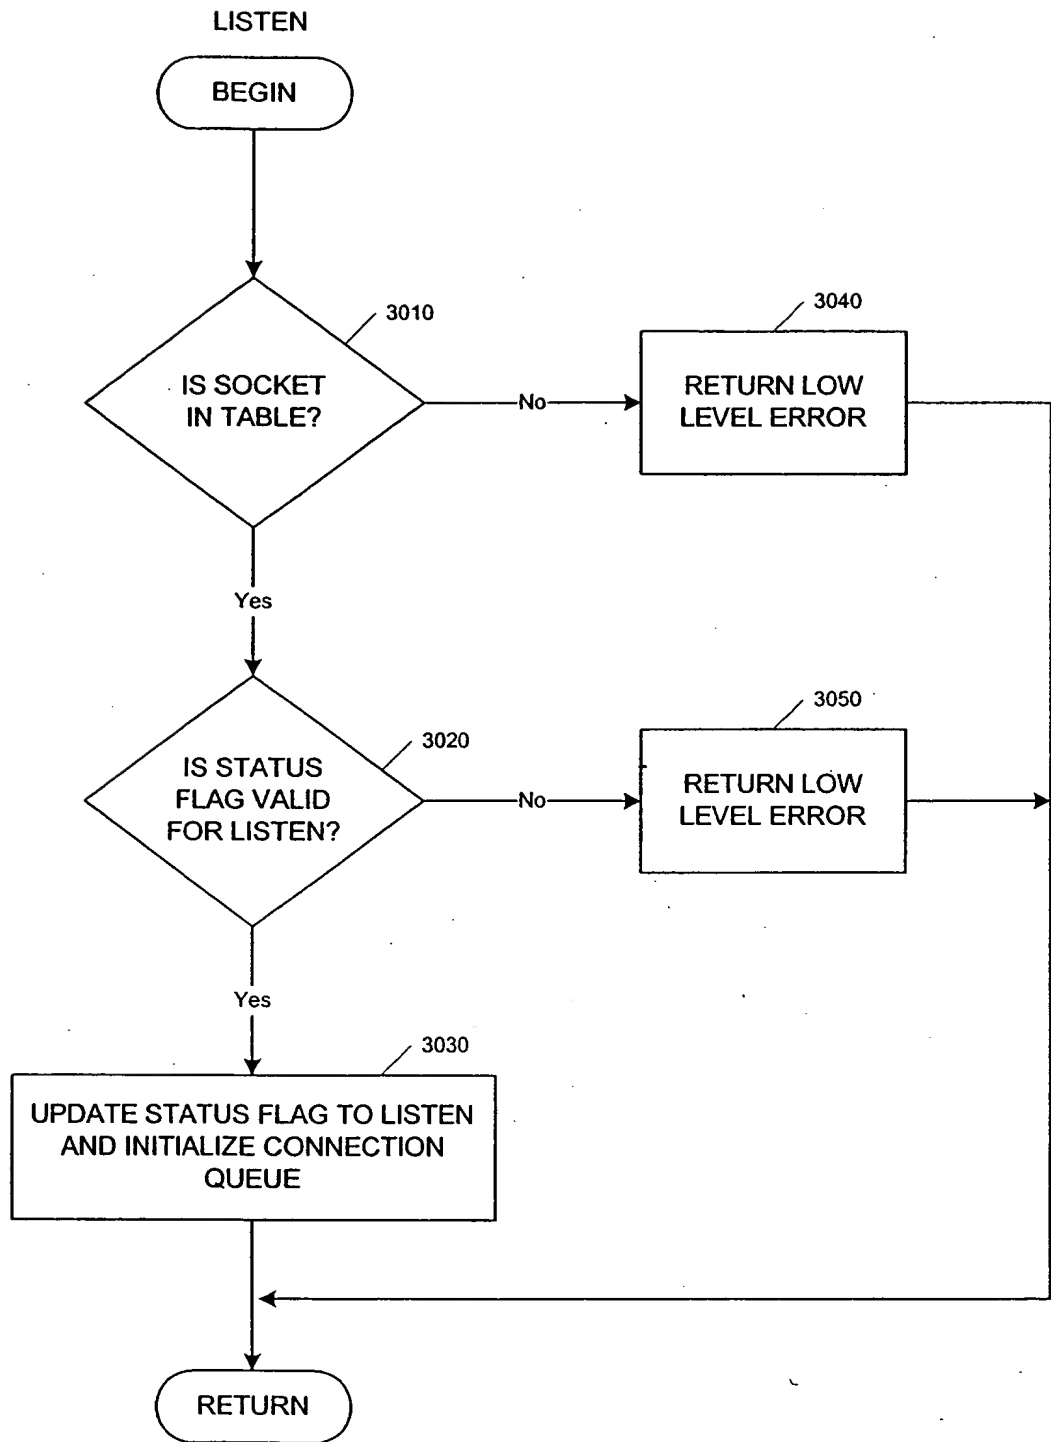 LISTEN
BEGIN
3010
IS SOCKET
IN TABLE?
No
3040
RETURN LOW
LEVEL ERROR
Yes
3020
IS STATUS
FLAG VALID
FOR LISTEN?
No
3050
RETURN LOW
LEVEL ERROR
Yes
3030
UPDATE STATUS FLAG TO LISTEN
AND INITIALIZE CONNECTION
QUEUE
RETURN